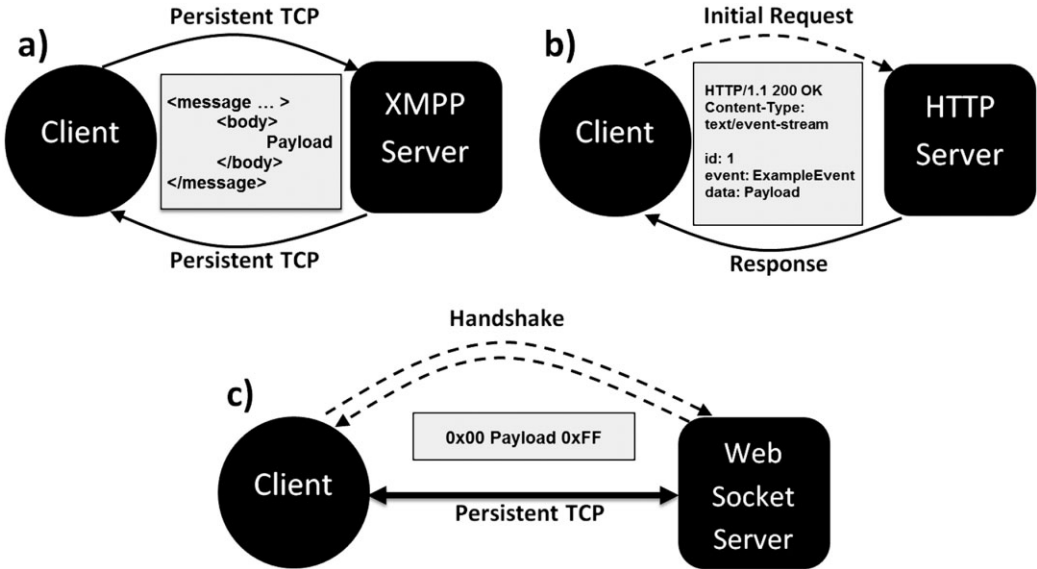 a)
Persistent TCP
Client
<message ... >
<body>
Payload
</body>
</message>
XMPP
Server
Persistent TCP
b)
Initial Request
Client
HTTP/1.1 200 OK
Content-Type:
text/event-stream
id: 1
event: ExampleEvent
data: Payload
HTTP
Server
Response
c)
Handshake
Client
0x00 Payload 0xFF
Persistent TCP
Web
Socket
Server